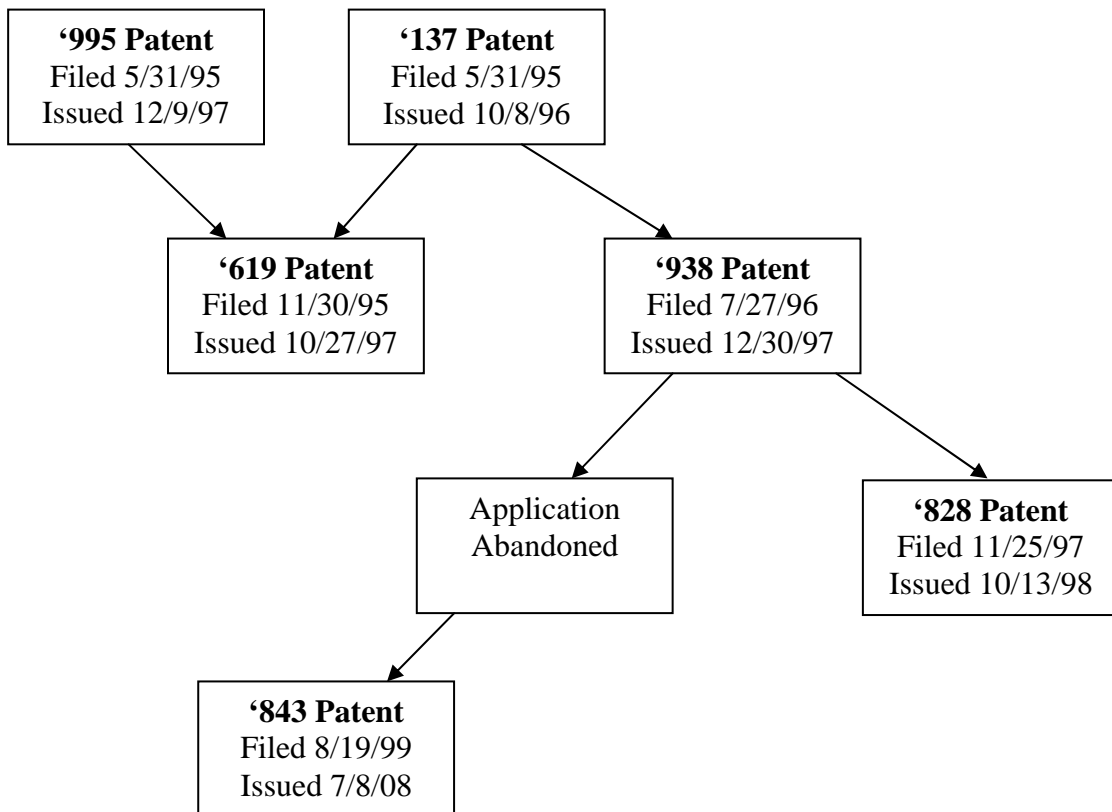 ‘995 Patent
Filed 5/31/95
Issued 12/9/97
‘137 Patent
Filed 5/31/95
Issued 10/8/96
‘619 Patent
Filed 11/30/95
Issued 10/27/97
‘938 Patent
Filed 7/27/96
Issued 12/30/97
Application
Abandoned
‘828 Patent
Filed 11/25/97
Issued 10/13/98
‘843 Patent
Filed 8/19/99
Issued 7/8/08